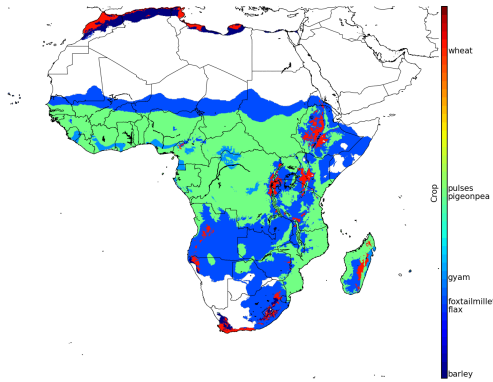 wheat
pulses
pigeonpea
Crop
gyam
foxtailmille
flax
barley